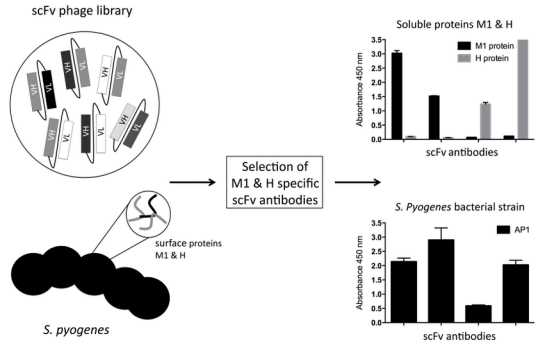 scFv phage library
VH
VL
VH
VL
VH
VL
VH
VL
VH
VL
VH
VL
surface proteins
M1 & H
S. pyogenes
Selection of
M1 & H specific
scFv antibodies
Soluble proteins M1 & H
Absorbance 450 nm
3.5
3.0
2.5
2.0
1.5
1.0
0.5
0.0
M1 protein
H protein
scFv antibodies
S. Pyogenes bacterial strain
Absorbance 450 nm
3.5
3.0
2.5
2.0
1.5
1.0
0.5
0.0
AP1
scFv antibodies